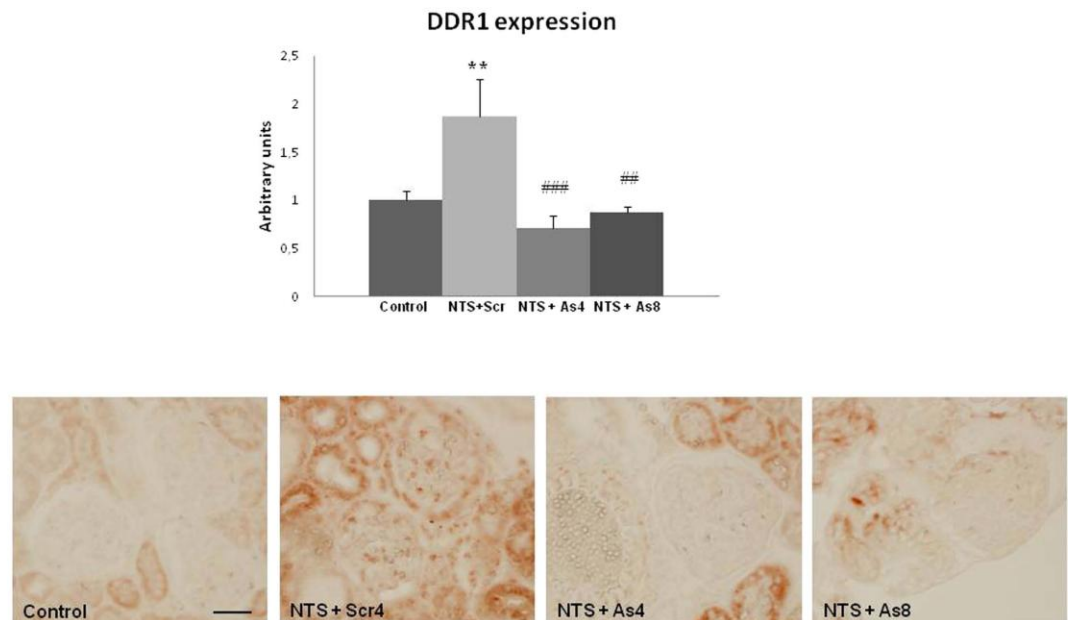 DDR1 expression
2,5
**
2
1,5
###
##
1
0,5
0
Arbitrary units
Control NTS+Scr NTS + As4 NTS + As8
Control NTS + Scr4 NTS + As4 NTS + As8